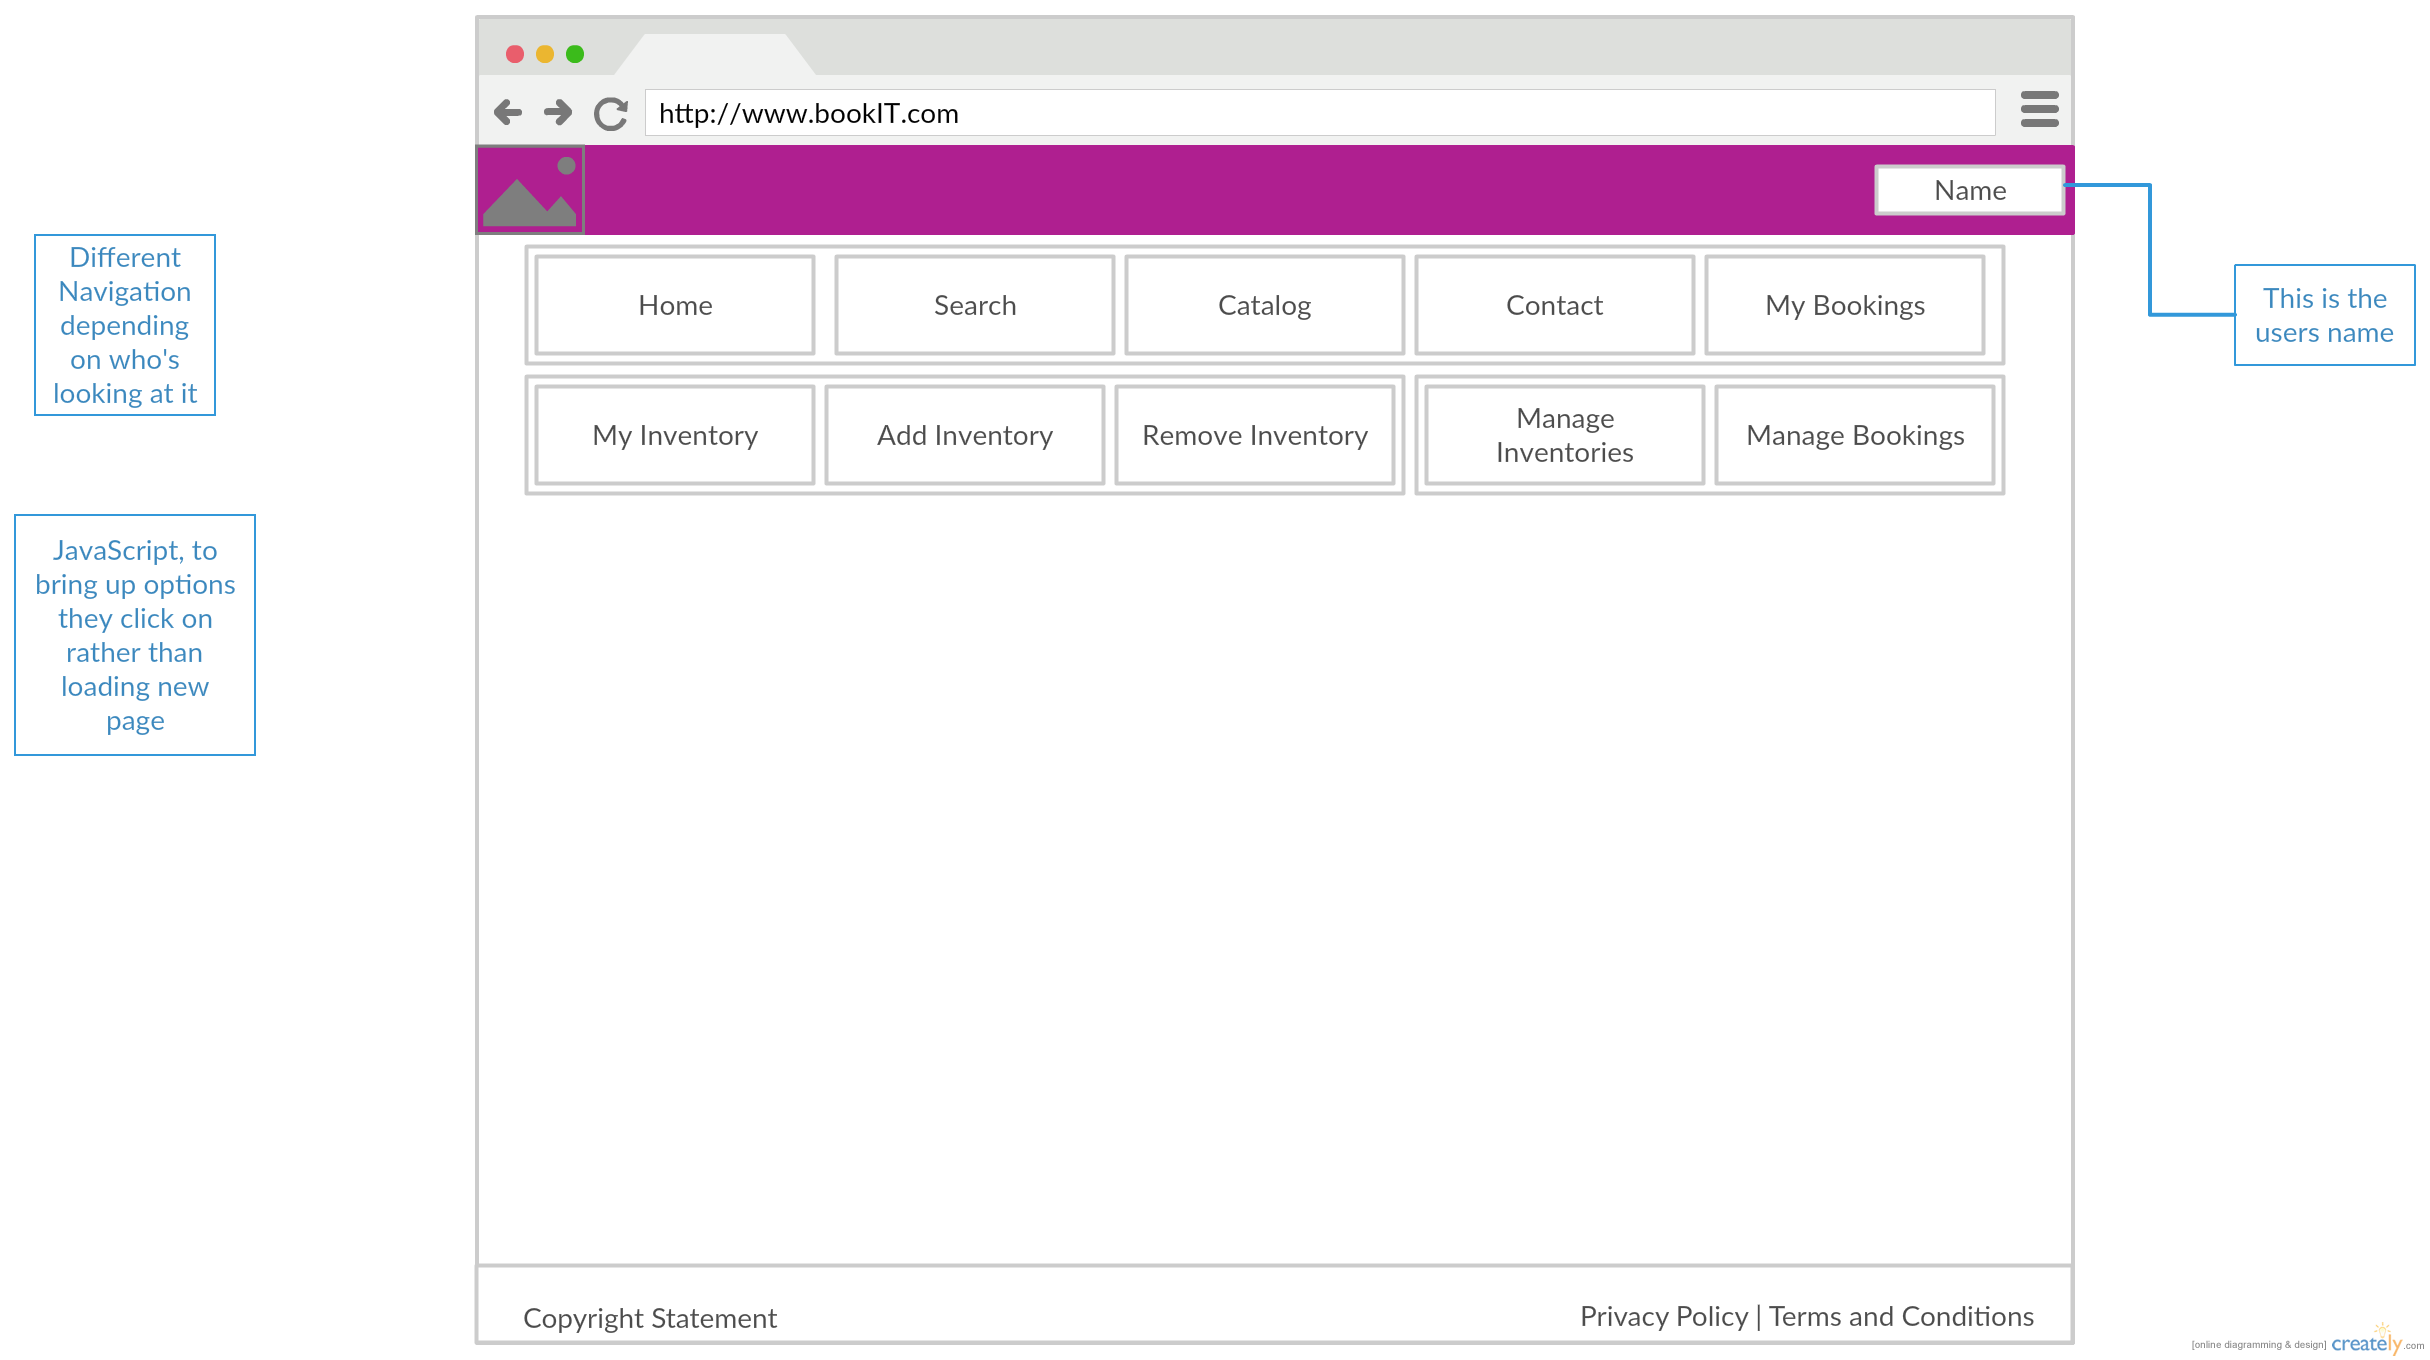 http://www.bookIT.com
Name
Different
Navigation
depending
on who's
looking at it
Home
Search
Catalog
Contact
My Bookings
This is the
users name
My Inventory
Add Inventory
Remove Inventory
Manage
Inventories
Manage Bookings
JavaScript, to
bring up options
they click on
rather than
loading new
page
Copyright Statement
Privacy Policy | Terms and Conditions
[online diagramming & design] creately.com